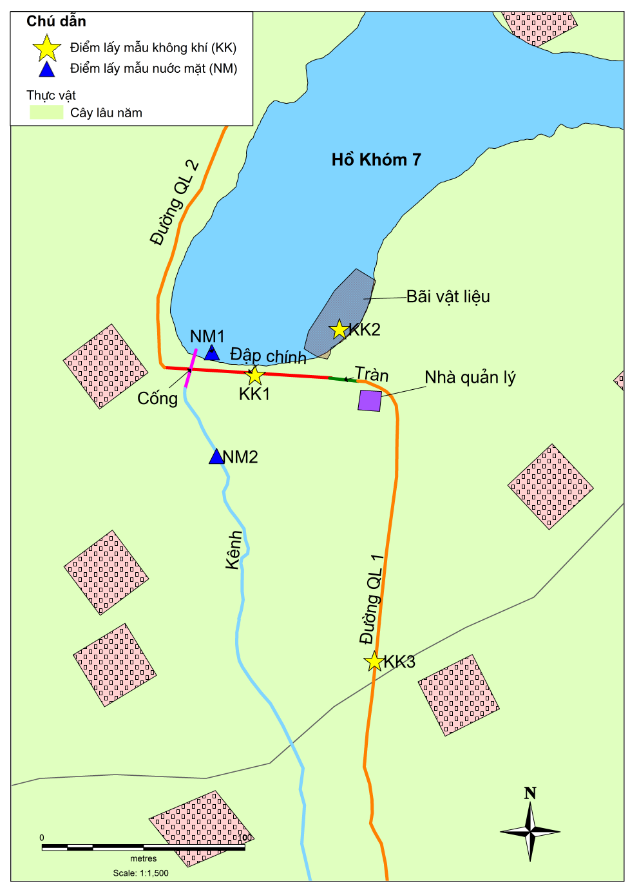 Chú dẫn
Điểm lấy mẫu không khí (KK)
Điểm lấy mẫu nước mặt (NM)
Thực vật
Cây lâu năm
Hồ Khóm 7
Đường QL 2
Bãi vật liệu
KK2
NM1
Đập chính
Tràn
Nhà quản lý
Cống
KK1
NM2
Kênh
Đường QL 1
KK3
N
0
100
metres
Scale: 1:1,500